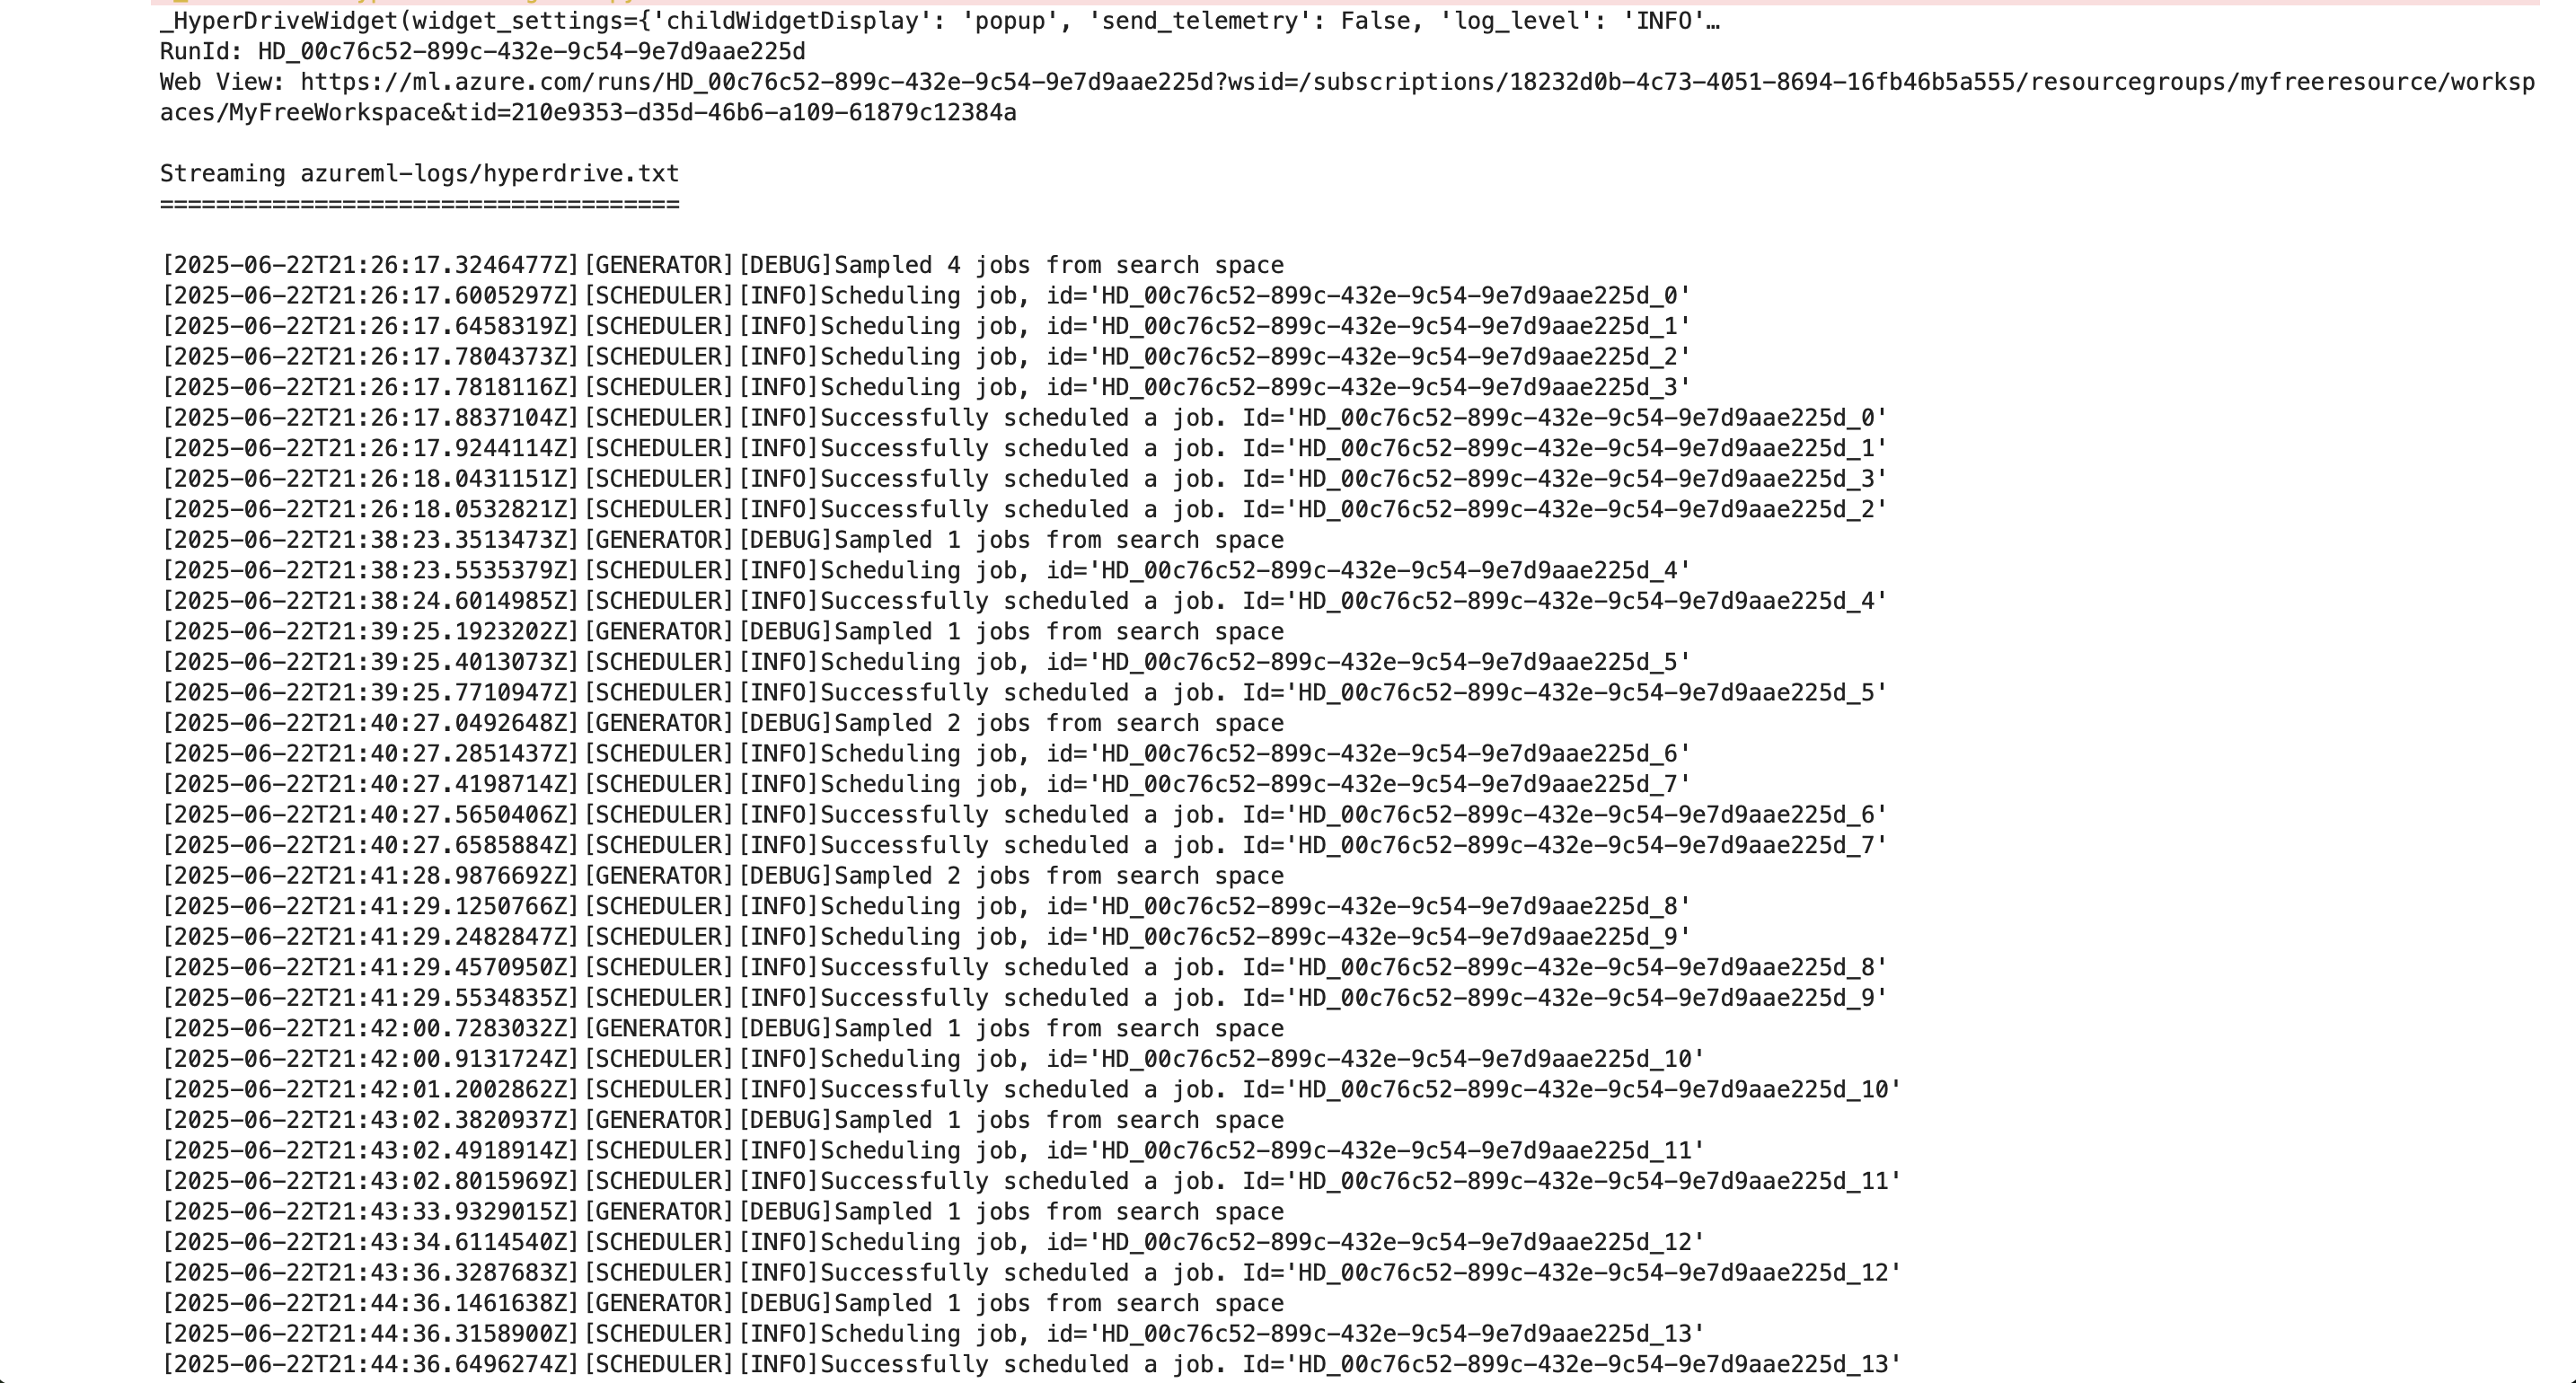 _HyperDriveWidget(widget_settings={'childWidgetDisplay': 'popup', 'send_telemetry': False, 'log_level': 'INFO'…
RunId: HD_00c76c52-899c-432e-9c54-9e7d9aae225d
Web View: https://ml.azure.com/runs/HD_00c76c52-899c-432e-9c54-9e7d9aae225d?wsid=/subscriptions/18232d0b-4c73-4051-8694-16fb46b5a555/resourcegroups/myfreeresource/worksp
aces/MyFreeWorkspace&tid=210e9353-d35d-46b6-a109-61879c12384a
Streaming azureml-logs/hyperdrive.txt
=====================================
[2025-06-22T21:26:17.3246477Z][GENERATOR][DEBUG]Sampled 4 jobs from search space
[2025-06-22T21:26:17.6005297Z][SCHEDULER][INFO]Scheduling job, id='HD_00c76c52-899c-432e-9c54-9e7d9aae225d_0'
[2025-06-22T21:26:17.6458319Z][SCHEDULER][INFO]Scheduling job, id='HD_00c76c52-899c-432e-9c54-9e7d9aae225d_1'
[2025-06-22T21:26:17.7804373Z][SCHEDULER][INFO]Scheduling job, id='HD_00c76c52-899c-432e-9c54-9e7d9aae225d_2'
[2025-06-22T21:26:17.7818116Z][SCHEDULER][INFO]Scheduling job, id='HD_00c76c52-899c-432e-9c54-9e7d9aae225d_3'
[2025-06-22T21:26:17.8837104Z][SCHEDULER][INFO]Successfully scheduled a job. Id='HD_00c76c52-899c-432e-9c54-9e7d9aae225d_0'
[2025-06-22T21:26:17.9244114Z][SCHEDULER][INFO]Successfully scheduled a job. Id='HD_00c76c52-899c-432e-9c54-9e7d9aae225d_1'
[2025-06-22T21:26:18.0431151Z][SCHEDULER][INFO]Successfully scheduled a job. Id='HD_00c76c52-899c-432e-9c54-9e7d9aae225d_3'
[2025-06-22T21:26:18.0532821Z][SCHEDULER][INFO]Successfully scheduled a job. Id='HD_00c76c52-899c-432e-9c54-9e7d9aae225d_2'
[2025-06-22T21:38:23.3513473Z][GENERATOR][DEBUG]Sampled 1 jobs from search space
[2025-06-22T21:38:23.5535379Z][SCHEDULER][INFO]Scheduling job, id='HD_00c76c52-899c-432e-9c54-9e7d9aae225d_4'
[2025-06-22T21:38:24.6014985Z][SCHEDULER][INFO]Successfully scheduled a job. Id='HD_00c76c52-899c-432e-9c54-9e7d9aae225d_4'
[2025-06-22T21:39:25.1923202Z][GENERATOR][DEBUG]Sampled 1 jobs from search space
[2025-06-22T21:39:25.4013073Z][SCHEDULER][INFO]Scheduling job, id='HD_00c76c52-899c-432e-9c54-9e7d9aae225d_5'
[2025-06-22T21:39:25.7710947Z][SCHEDULER][INFO]Successfully scheduled a job. Id='HD_00c76c52-899c-432e-9c54-9e7d9aae225d_5'
[2025-06-22T21:40:27.0492648Z][GENERATOR][DEBUG]Sampled 2 jobs from search space
[2025-06-22T21:40:27.2851437Z][SCHEDULER][INFO]Scheduling job, id='HD_00c76c52-899c-432e-9c54-9e7d9aae225d_6'
[2025-06-22T21:40:27.4198714Z][SCHEDULER][INFO]Scheduling job, id='HD_00c76c52-899c-432e-9c54-9e7d9aae225d_7'
[2025-06-22T21:40:27.5650406Z][SCHEDULER][INFO]Successfully scheduled a job. Id='HD_00c76c52-899c-432e-9c54-9e7d9aae225d_6'
[2025-06-22T21:40:27.6585884Z][SCHEDULER][INFO]Successfully scheduled a job. Id='HD_00c76c52-899c-432e-9c54-9e7d9aae225d_7'
[2025-06-22T21:41:28.9876692Z][GENERATOR][DEBUG]Sampled 2 jobs from search space
[2025-06-22T21:41:29.1250766Z][SCHEDULER][INFO]Scheduling job, id='HD_00c76c52-899c-432e-9c54-9e7d9aae225d_8'
[2025-06-22T21:41:29.2482847Z][SCHEDULER][INFO]Scheduling job, id='HD_00c76c52-899c-432e-9c54-9e7d9aae225d_9'
[2025-06-22T21:41:29.4570950Z][SCHEDULER][INFO]Successfully scheduled a job. Id='HD_00c76c52-899c-432e-9c54-9e7d9aae225d_8'
[2025-06-22T21:41:29.5534835Z][SCHEDULER][INFO]Successfully scheduled a job. Id='HD_00c76c52-899c-432e-9c54-9e7d9aae225d_9'
[2025-06-22T21:42:00.7283032Z][GENERATOR][DEBUG]Sampled 1 jobs from search space
[2025-06-22T21:42:00.9131724Z][SCHEDULER][INFO]Scheduling job, id='HD_00c76c52-899c-432e-9c54-9e7d9aae225d_10'
[2025-06-22T21:42:01.2002862Z][SCHEDULER][INFO]Successfully scheduled a job. Id='HD_00c76c52-899c-432e-9c54-9e7d9aae225d_10'
[2025-06-22T21:43:02.3820937Z][GENERATOR][DEBUG]Sampled 1 jobs from search space
[2025-06-22T21:43:02.4918914Z][SCHEDULER][INFO]Scheduling job, id='HD_00c76c52-899c-432e-9c54-9e7d9aae225d_11'
[2025-06-22T21:43:02.8015969Z][SCHEDULER][INFO]Successfully scheduled a job. Id='HD_00c76c52-899c-432e-9c54-9e7d9aae225d_11'
[2025-06-22T21:43:33.9329015Z][GENERATOR][DEBUG]Sampled 1 jobs from search space
[2025-06-22T21:43:34.6114540Z][SCHEDULER][INFO]Scheduling job, id='HD_00c76c52-899c-432e-9c54-9e7d9aae225d_12'
[2025-06-22T21:43:36.3287683Z][SCHEDULER][INFO]Successfully scheduled a job. Id='HD_00c76c52-899c-432e-9c54-9e7d9aae225d_12'
[2025-06-22T21:44:36.1461638Z][GENERATOR][DEBUG]Sampled 1 jobs from search space
[2025-06-22T21:44:36.3158900Z][SCHEDULER][INFO]Scheduling job, id='HD_00c76c52-899c-432e-9c54-9e7d9aae225d_13'
[2025-06-22T21:44:36.6496274Z][SCHEDULER][INFO]Successfully scheduled a job. Id='HD_00c76c52-899c-432e-9c54-9e7d9aae225d_13'